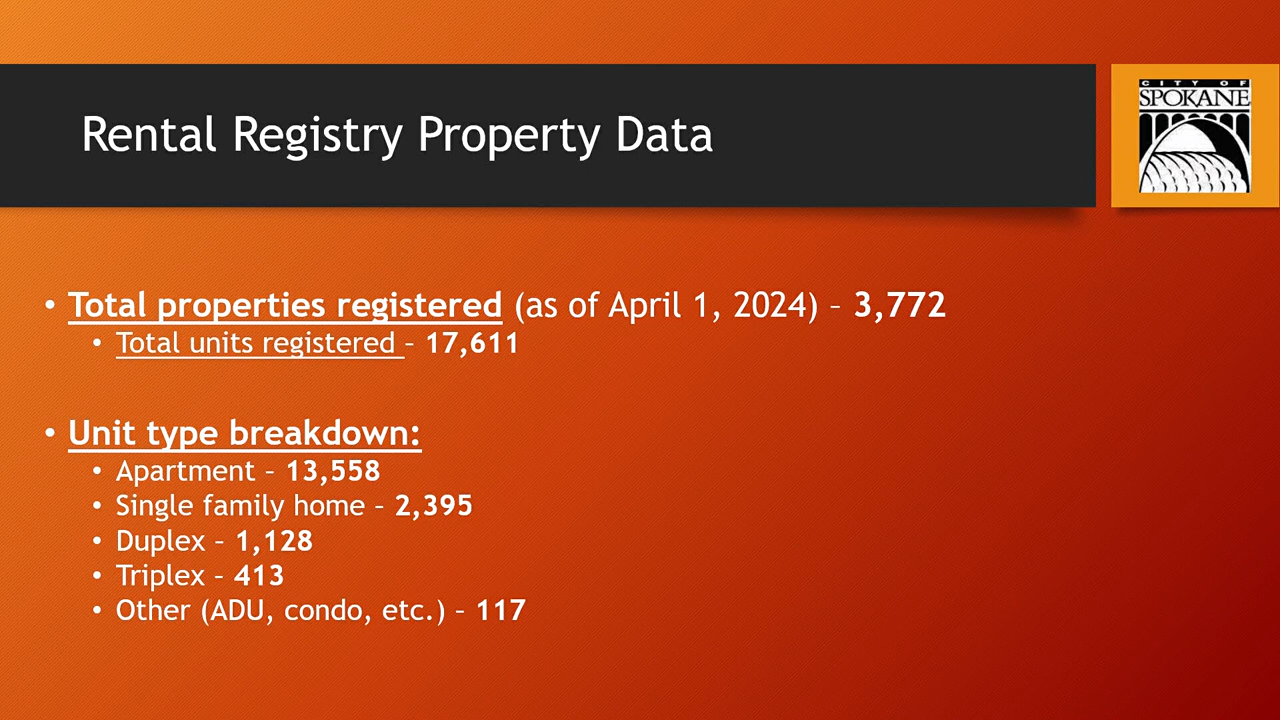 Rental Registry Property Data
CITY OF
SPOKANE
• Total properties registered (as of April 1, 2024) – 3,772
• Total units registered – 17,611
• Unit type breakdown:
• Apartment – 13,558
• Single family home – 2,395
• Duplex – 1,128
• Triplex – 413
• Other (ADU, condo, etc.) – 117